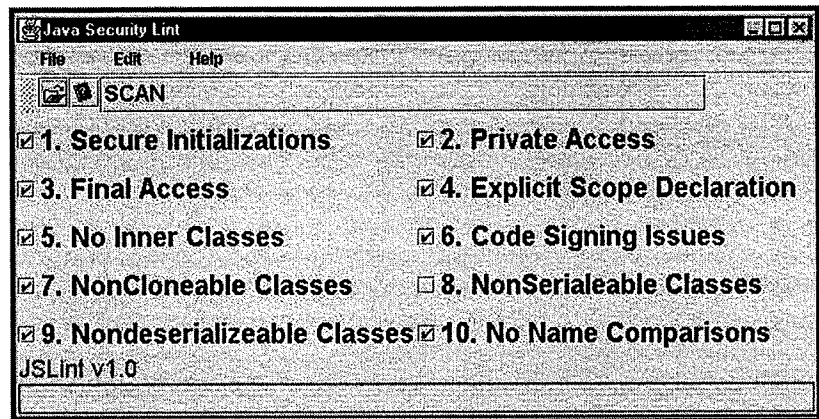 Java Security Lint
File Edit Help
SCAN
1. Secure Initializations 2. Private Access
3. Final Access 4. Explicit Scope Declaration
5. No Inner Classes 6. Code Signing Issues
7. NonCloneable Classes 8. NonSerialeable Classes
9. Nondeserializeable Classes 10. No Name Comparisons
JSLint v1.0